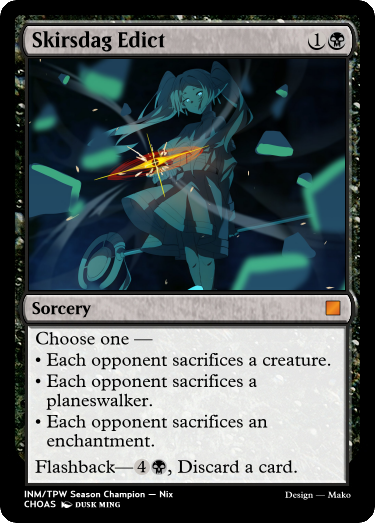 Skirsdag Edict 1
Sorcery
Choose one —
• Each opponent sacrifices a creature.
• Each opponent sacrifices a
planeswalker.
• Each opponent sacrifices an
enchantment.
Flashback—4, Discard a card.
INM/TPW Season Champion — Nix
Design — Mako
CHOAS DUSK MING